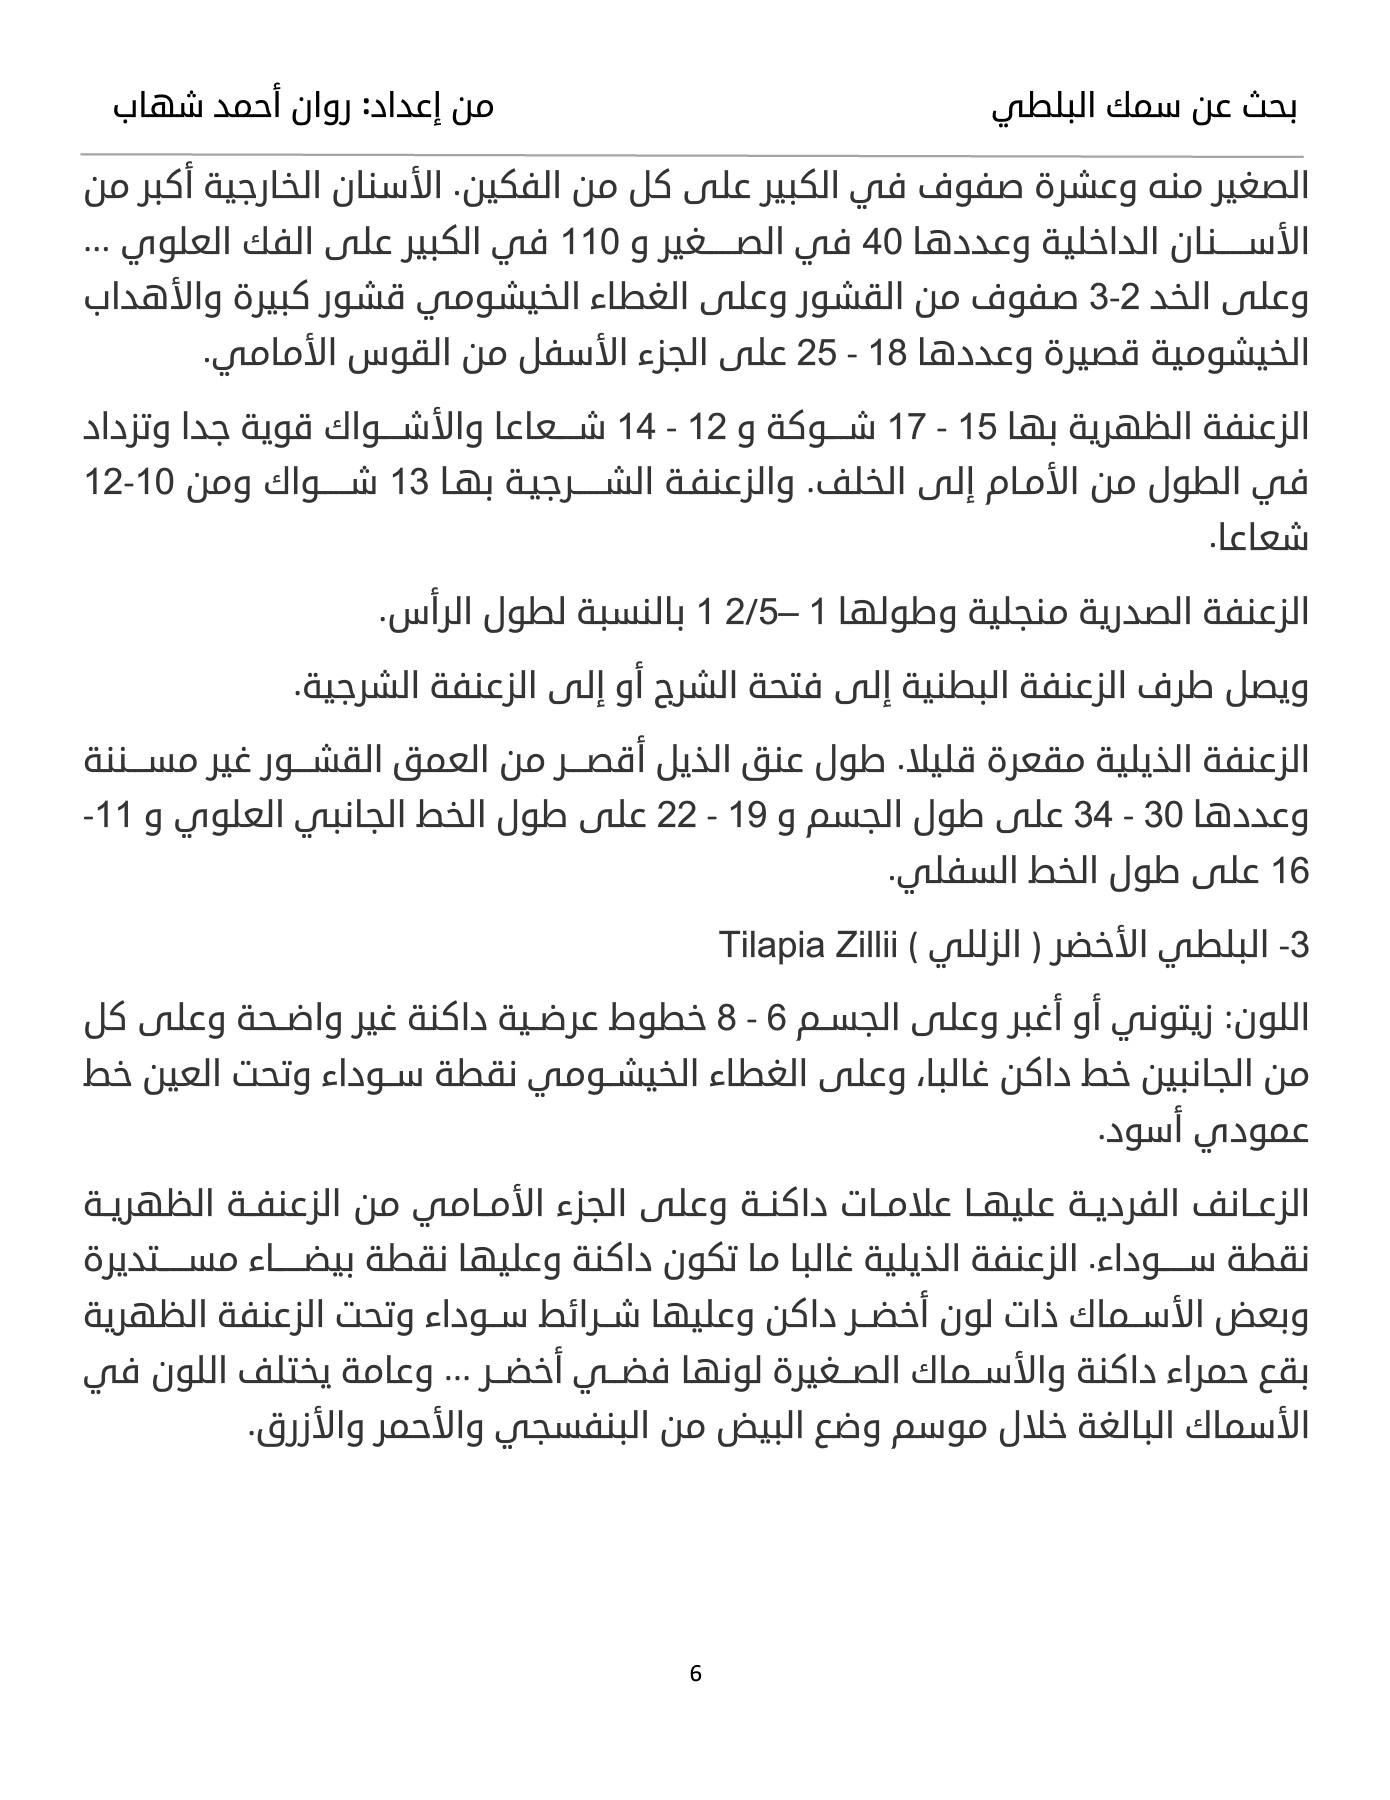 بحث عن سمك البلطي من إعداد: روان أحمد شهاب
الصغير منه وعشرة صفوف في الكبير على كل من الفكين. الأسنان الخارجية أكبر من
الأسنان الداخلية وعددها 40 في الصغير و 110 في الكبير على الفك العلوي ...
وعلى الخد 2-3 صفوف من القشور وعلى الغطاء الخيشومي قشور كبيرة والأهداب
الخيشومية قصيرة وعددها 18 - 25 على الجزء الأسفل من القوس الأمامي.
الزعنفة الظهرية بها 15 - 17 شوكة و 12 - 14 شعاعا والأشواك قوية جدا وتزداد
في الطول من الأمام إلى الخلف. والزعنفة الشرجية بها 13 شواك ومن 10-12
شعاعا.
الزعنفة الصدرية منجلية وطولها 1 –2/5 1 بالنسبة لطول الرأس.
ويصل طرف الزعنفة البطنية إلى فتحة الشرج أو إلى الزعنفة الشرجية.
الزعنفة الذيلية مقعرة قليلا. طول عنق الذيل أقصر من العمق القشور غير مسننة
وعددها 30 - 34 على طول الجسم و 19 - 22 على طول الخط الجانبي العلوي و 11-
16 على طول الخط السفلي.
3- البلطي الأخضر ( الزللي ) Tilapia Zillii
اللون: زيتوني أو أغبر وعلى الجسم 6 - 8 خطوط عرضية داكنة غير واضحة وعلى كل
من الجانبين خط داكن غالبا، وعلى الغطاء الخيشومي نقطة سوداء وتحت العين خط
عمودي أسود.
الزعانف الفردية عليها علامات داكنة وعلى الجزء الأمامي من الزعنفة الظهرية
نقطة سوداء. الزعنفة الذيلية غالبا ما تكون داكنة وعليها نقطة بيضاء مستديرة
وبعض الأسماك ذات لون أخضر داكن وعليها شرائط سوداء وتحت الزعنفة الظهرية
بقع حمراء داكنة والأسماك الصغيرة لونها فضي أخضر ... وعامة يختلف اللون في
الأسماك البالغة خلال موسم وضع البيض من البنفسجي والأحمر والأزرق.
6